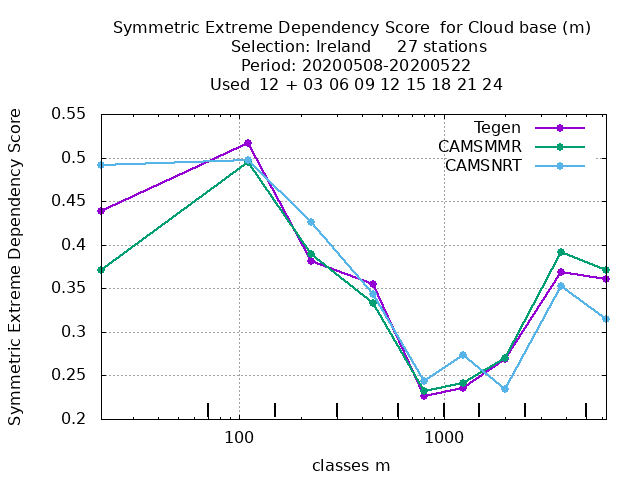 Symmetric Extreme Dependency Score  for Cloud base (m)
Selection: Ireland     27 stations
Period: 20200508-20200522
Used  12 + 03 06 09 12 15 18 21 24
Symmetric Extreme Dependency Score
0.55
0.5
0.45
0.4
0.35
0.3
0.25
0.2
Tegen
CAMSMMR
CAMSNRT
100
1000
classes m